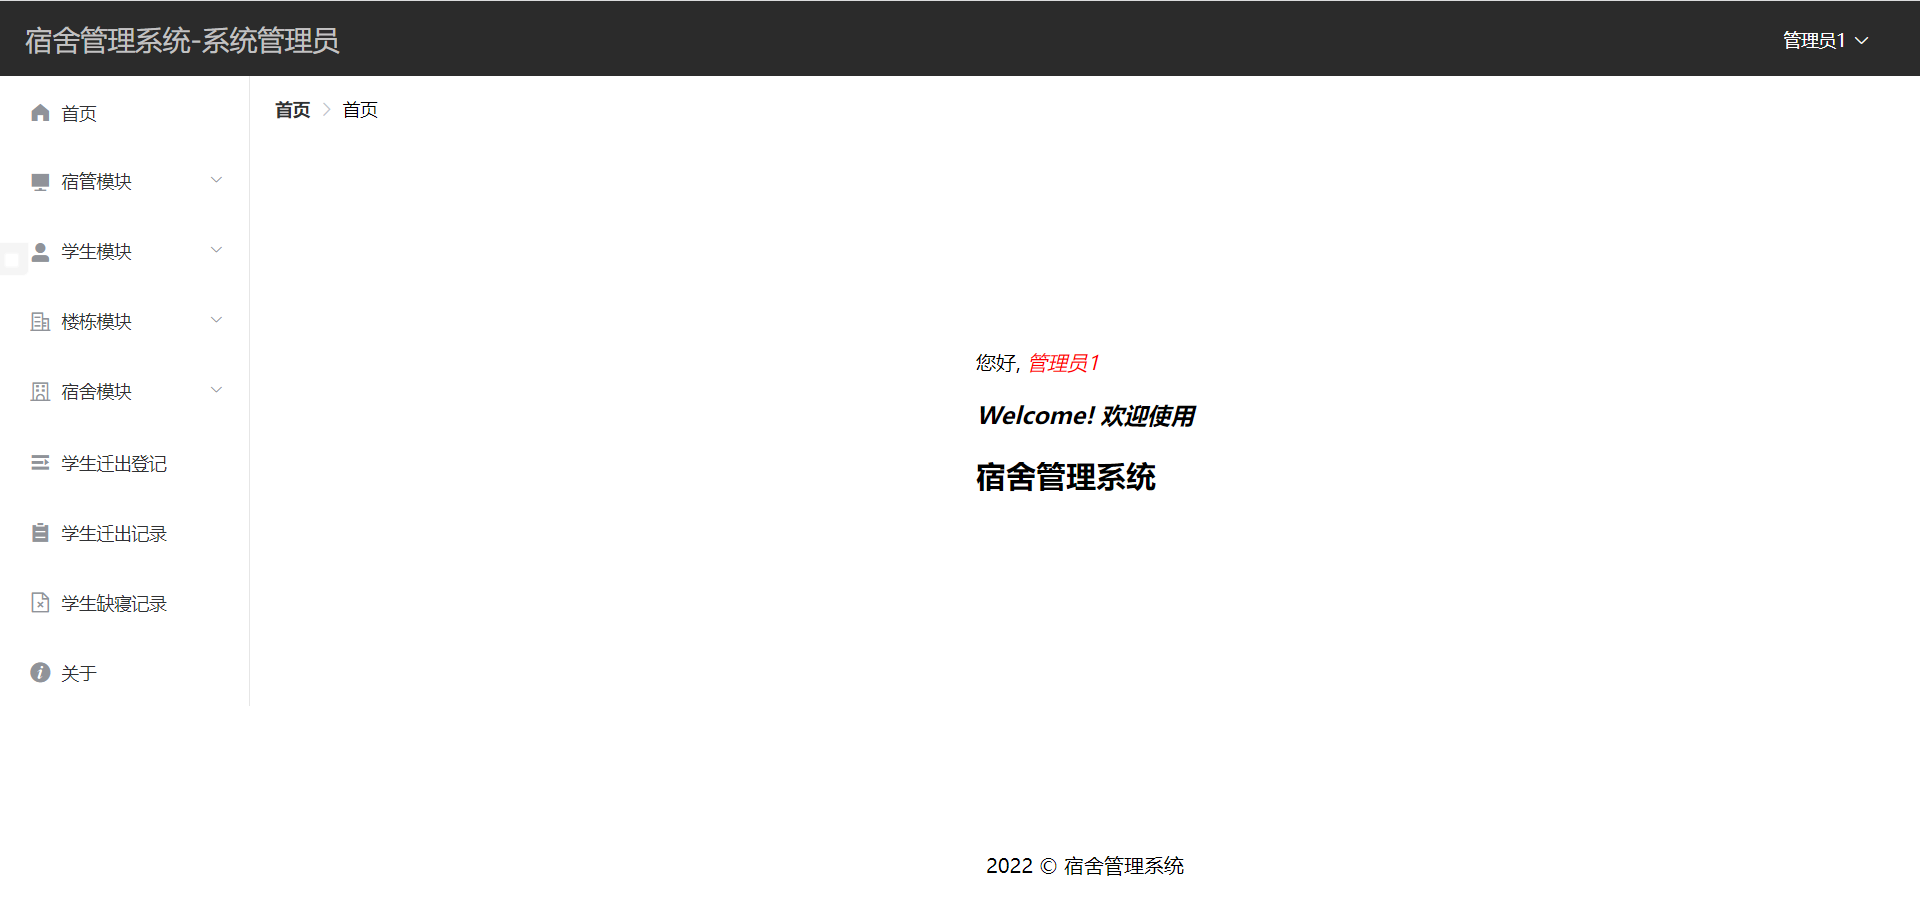 宿舍管理系统-系统管理员
管理员1
首页
宿管模块
学生模块
楼栋模块
宿舍模块
学生迁出登记
学生迁出记录
学生缺寝记录
关于
首页 首页
您好, 管理员1
Welcome! 欢迎使用
宿舍管理系统
2022 © 宿舍管理系统